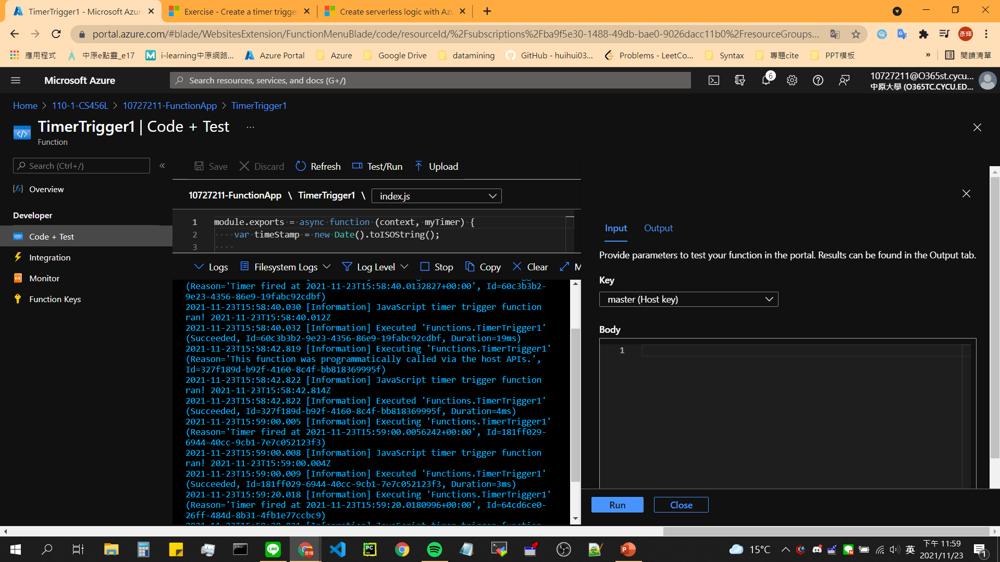 TimerTrigger1 - Microsoft Azur
Exercise - Create a timer trigge
Create serverless logic with Azu
portal.azure.com/#blade/WebsitesExtension/FunctionMenuBlade/code/resourceId/%2Fsubscriptions%2Fba9f5e30-1488-49db-bae0-9026dacc11b0%2FresourceGroups...
彥輝
應用程式
中原e點靈_e17
i-learning中原網路...
Azure Portal
Azure
Google Drive
datamining
GitHub - huihui03...
Problems - LeetCo...
Syntax
專題cite
PPT模板
»
閱讀清單
Microsoft Azure
Search resources, services, and docs (G+/)
6
10727211@O365st.cycu...
中原大學 (O365TC.CYCU.ED...
Home > 110-1-CS456L > 10727211-FunctionApp > TimerTrigger1
TimerTrigger1 | Code + Test ...
Function
Search (Ctrl+/)
«
Overview
Developer
Code + Test
Integration
Monitor
Function Keys
Save
Discard
Refresh
Test/Run
Upload
10727211-FunctionApp \ TimerTrigger1 \ index.js
1 module.exports = async function (context, myTimer) {
2 var timeStamp = new Date().toISOString();
3
Logs
Filesystem Logs
Log Level
Stop
Copy
Clear
M
(Reason='Timer fired at 2021-11-23T15:58:40.0132827+00:00', Id=60c3b3b2-
9e23-4356-86e9-19fabc92cdbf)
2021-11-23T15:58:40.030 [Information] JavaScript timer trigger function
ran! 2021-11-23T15:58:40.012Z
2021-11-23T15:58:40.032 [Information] Executed 'Functions.TimerTrigger1'
(Succeeded, Id=60c3b3b2-9e23-4356-86e9-19fabc92cdbf, Duration=19ms)
2021-11-23T15:58:42.819 [Information] Executing 'Functions.TimerTrigger1'
(Reason='This function was programmatically called via the host APIs.',
Id=327f189d-b92f-4160-8c4f-bb818369995f)
2021-11-23T15:58:42.822 [Information] JavaScript timer trigger function
ran! 2021-11-23T15:58:42.814Z
2021-11-23T15:58:42.822 [Information] Executed 'Functions.TimerTrigger1'
(Succeeded, Id=327f189d-b92f-4160-8c4f-bb818369995f, Duration=4ms)
2021-11-23T15:59:00.005 [Information] Executing 'Functions.TimerTrigger1'
(Reason='Timer fired at 2021-11-23T15:59:00.0056242+00:00', Id=181ff029-
6944-40cc-9cb1-7e7c052123f3)
2021-11-23T15:59:00.008 [Information] JavaScript timer trigger function
ran! 2021-11-23T15:59:00.004Z
2021-11-23T15:59:00.009 [Information] Executed 'Functions.TimerTrigger1'
(Succeeded, Id=181ff029-6944-40cc-9cb1-7e7c052123f3, Duration=3ms)
2021-11-23T15:59:20.018 [Information] Executing 'Functions.TimerTrigger1'
(Reason='Timer fired at 2021-11-23T15:59:20.0180996+00:00', Id=64cd6ce0-
26ff-484d-8b31-4fb1e77ccbc9)
Input
Output
Provide parameters to test your function in the portal. Results can be found in the Output tab.
Key
master (Host key)
Body
1
Run
Close
15°C
英
下午 11:59
2021/11/23
1